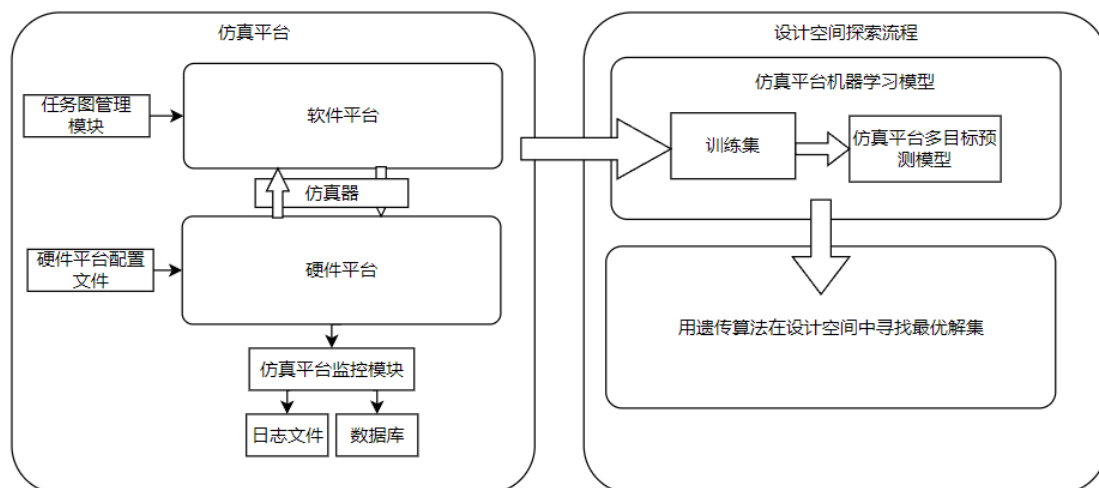 仿真平台
任务图管理
模块
软件平台
仿真器
硬件平台配置
文件
硬件平台
仿真平台监控模块
日志文件
数据库
设计空间探索流程
仿真平台机器学习模型
训练集
仿真平台多目标预
测模型
用遗传算法在设计空间中寻找最优解集